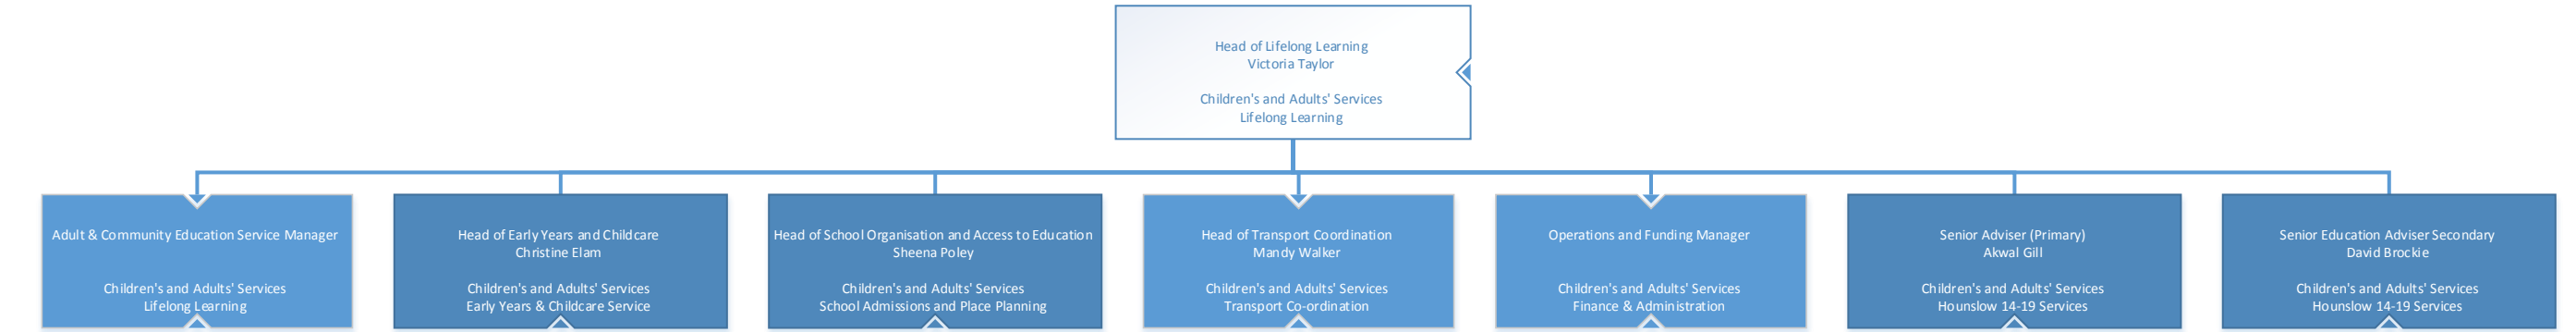 Head of Lifelong Learning
Victoria Taylor
Children's and Adults' Services
Lifelong Learning
Adult & Community Education Service Manager
Children's and Adults' Services
Lifelong Learning
Head of Early Years and Childcare
Christine Elam
Children's and Adults' Services
Early Years & Childcare Service
Head of School Organisation and Access to Education
Sheena Poley
Children's and Adults' Services
School Admissions and Place Planning
Head of Transport Coordination
Mandy Walker
Children's and Adults' Services
Transport Co-ordination
Operations and Funding Manager
Children's and Adults' Services
Finance & Administration
Senior Adviser (Primary)
Akwal Gill
Children's and Adults' Services
Hounslow 14-19 Services
Senior Education Adviser Secondary
David Brockie
Children's and Adults' Services
Hounslow 14-19 Services